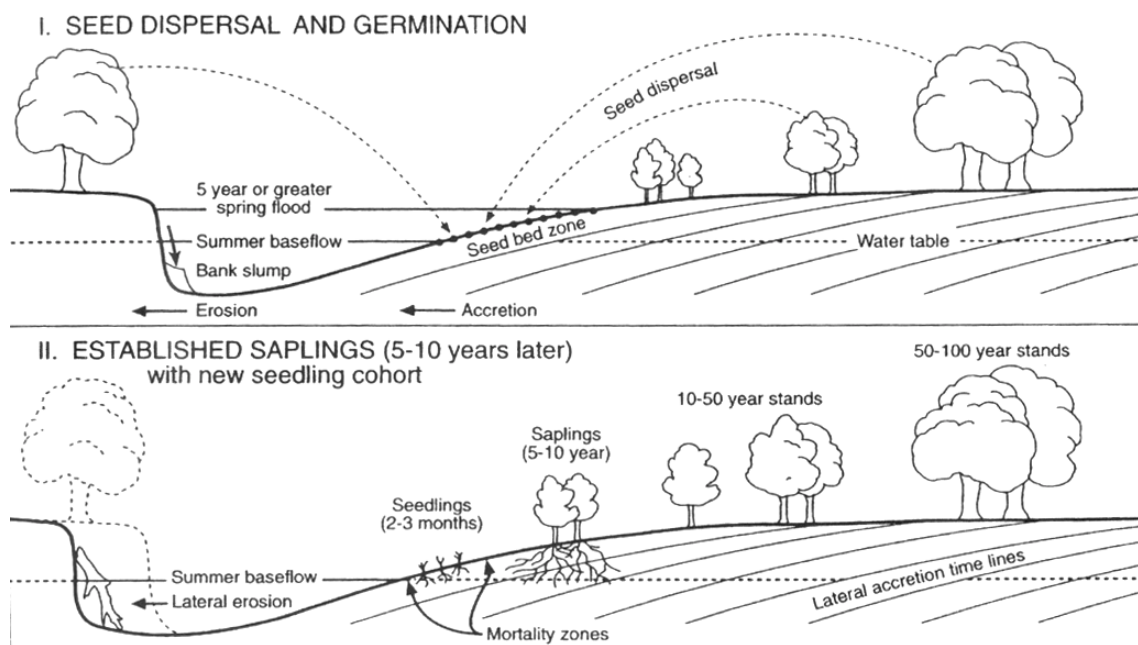 I. SEED DISPERSAL AND GERMINATION
Seed dispersal
5 year or greater
spring flood
Summer baseflow
Seed bed zone
Water table
Bank slump
Erosion
Accretion
II. ESTABLISHED SAPLINGS (5-10 years later)
with new seedling cohort
50-100 year stands
10-50 year stands
Saplings
(5-10 year)
Seedlings
(2-3 months)
Summer baseflow
Lateral erosion
Lateral accretion time lines
Mortality zones